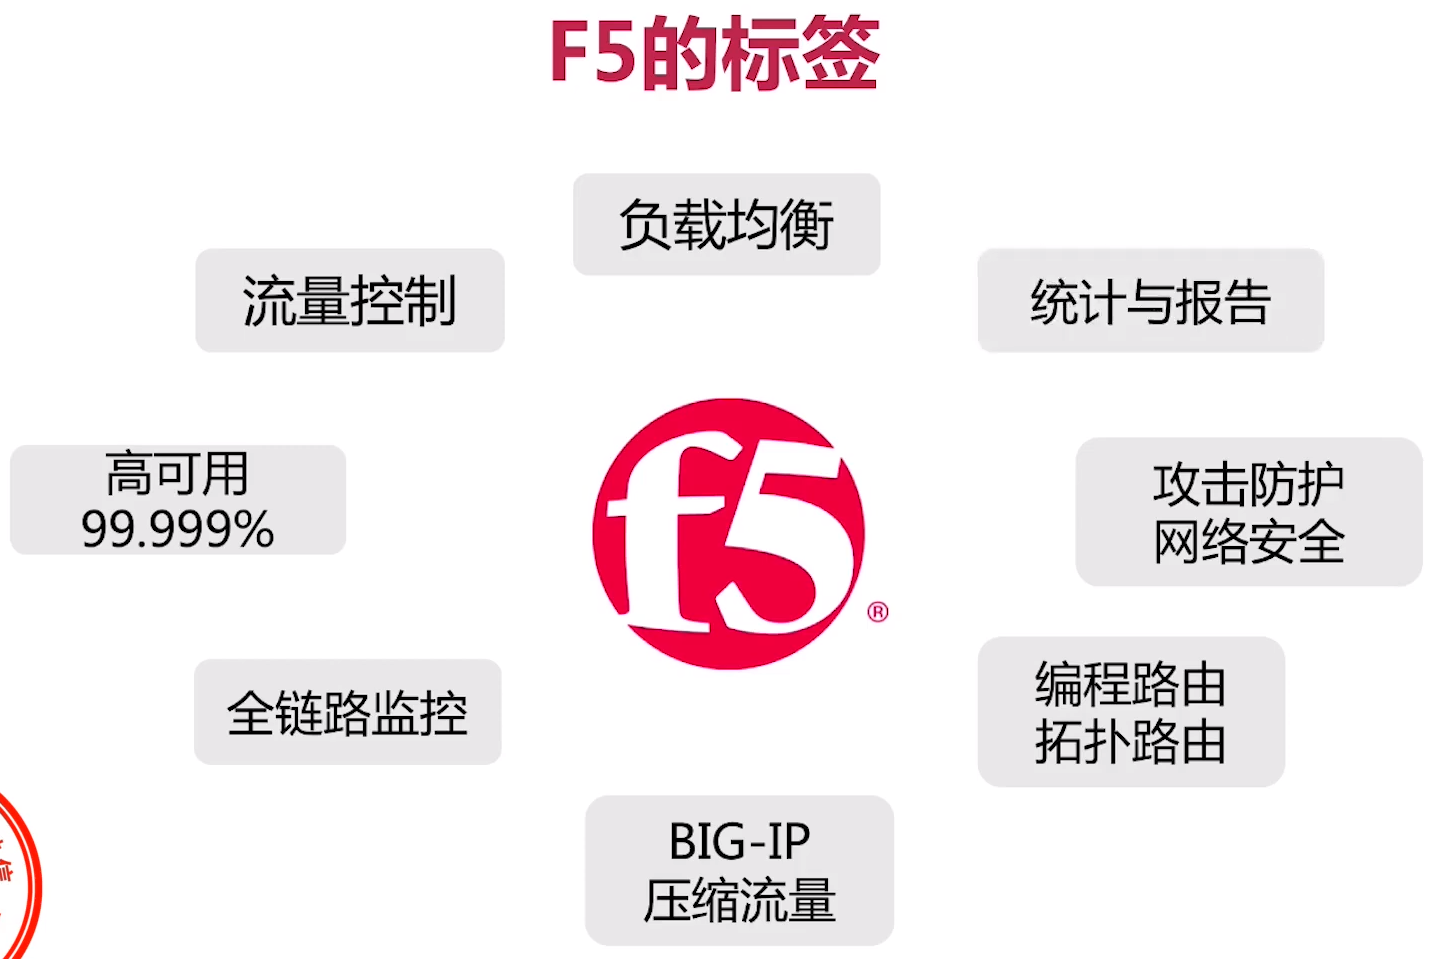 F5的标签
负载均衡
流量控制
统计与报告
高可用
99.999%
攻击防护
网络安全
f5
®
全链路监控
编程路由
拓扑路由
BIG-IP
压缩流量
信